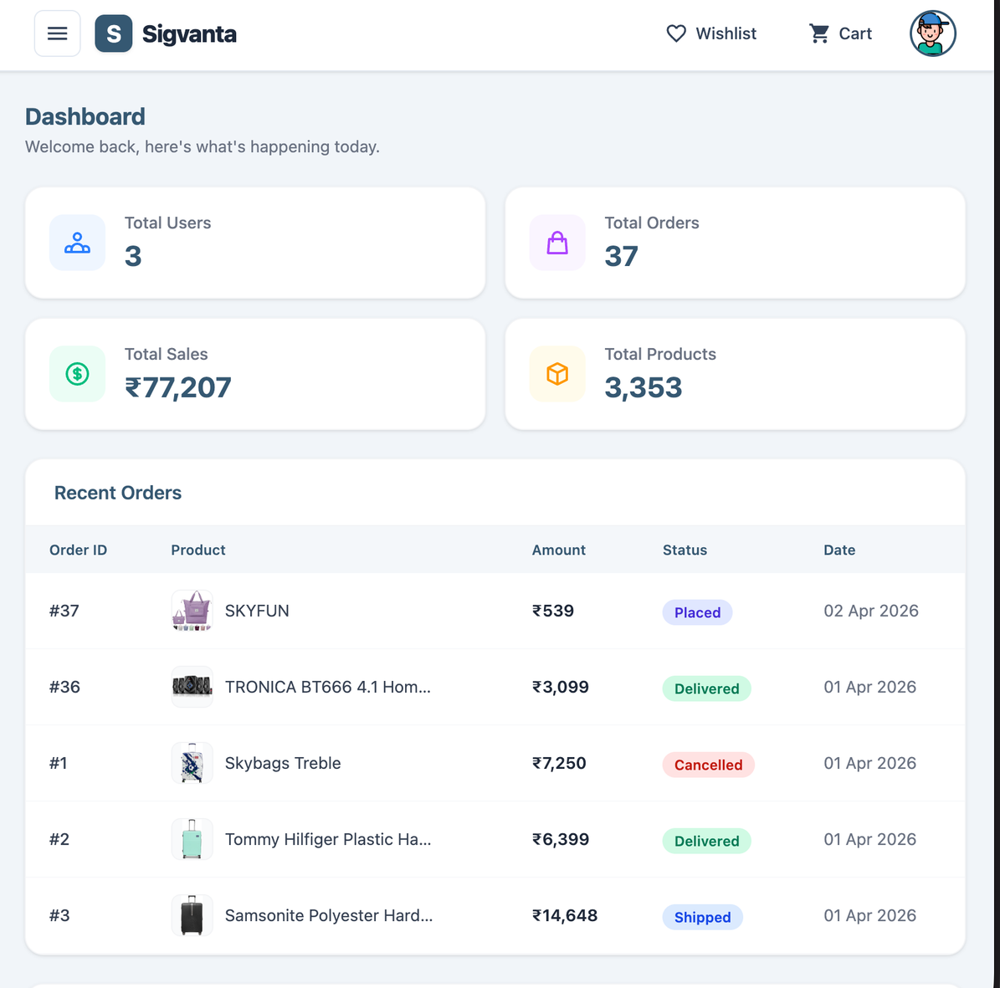 S Sigvanta
Wishlist
Cart
Dashboard
Welcome back, here's what's happening today.
Total Users
3
Total Orders
37
Total Sales
₹77,207
Total Products
3,353
Recent Orders
Order ID Product Amount Status Date
#37 SKYFUN ₹539 Placed 02 Apr 2026
#36 TRONICA BT666 4.1 Hom... ₹3,099 Delivered 01 Apr 2026
#1 Skybags Treble ₹7,250 Cancelled 01 Apr 2026
#2 Tommy Hilfiger Plastic Ha... ₹6,399 Delivered 01 Apr 2026
#3 Samsonite Polyester Hard... ₹14,648 Shipped 01 Apr 2026